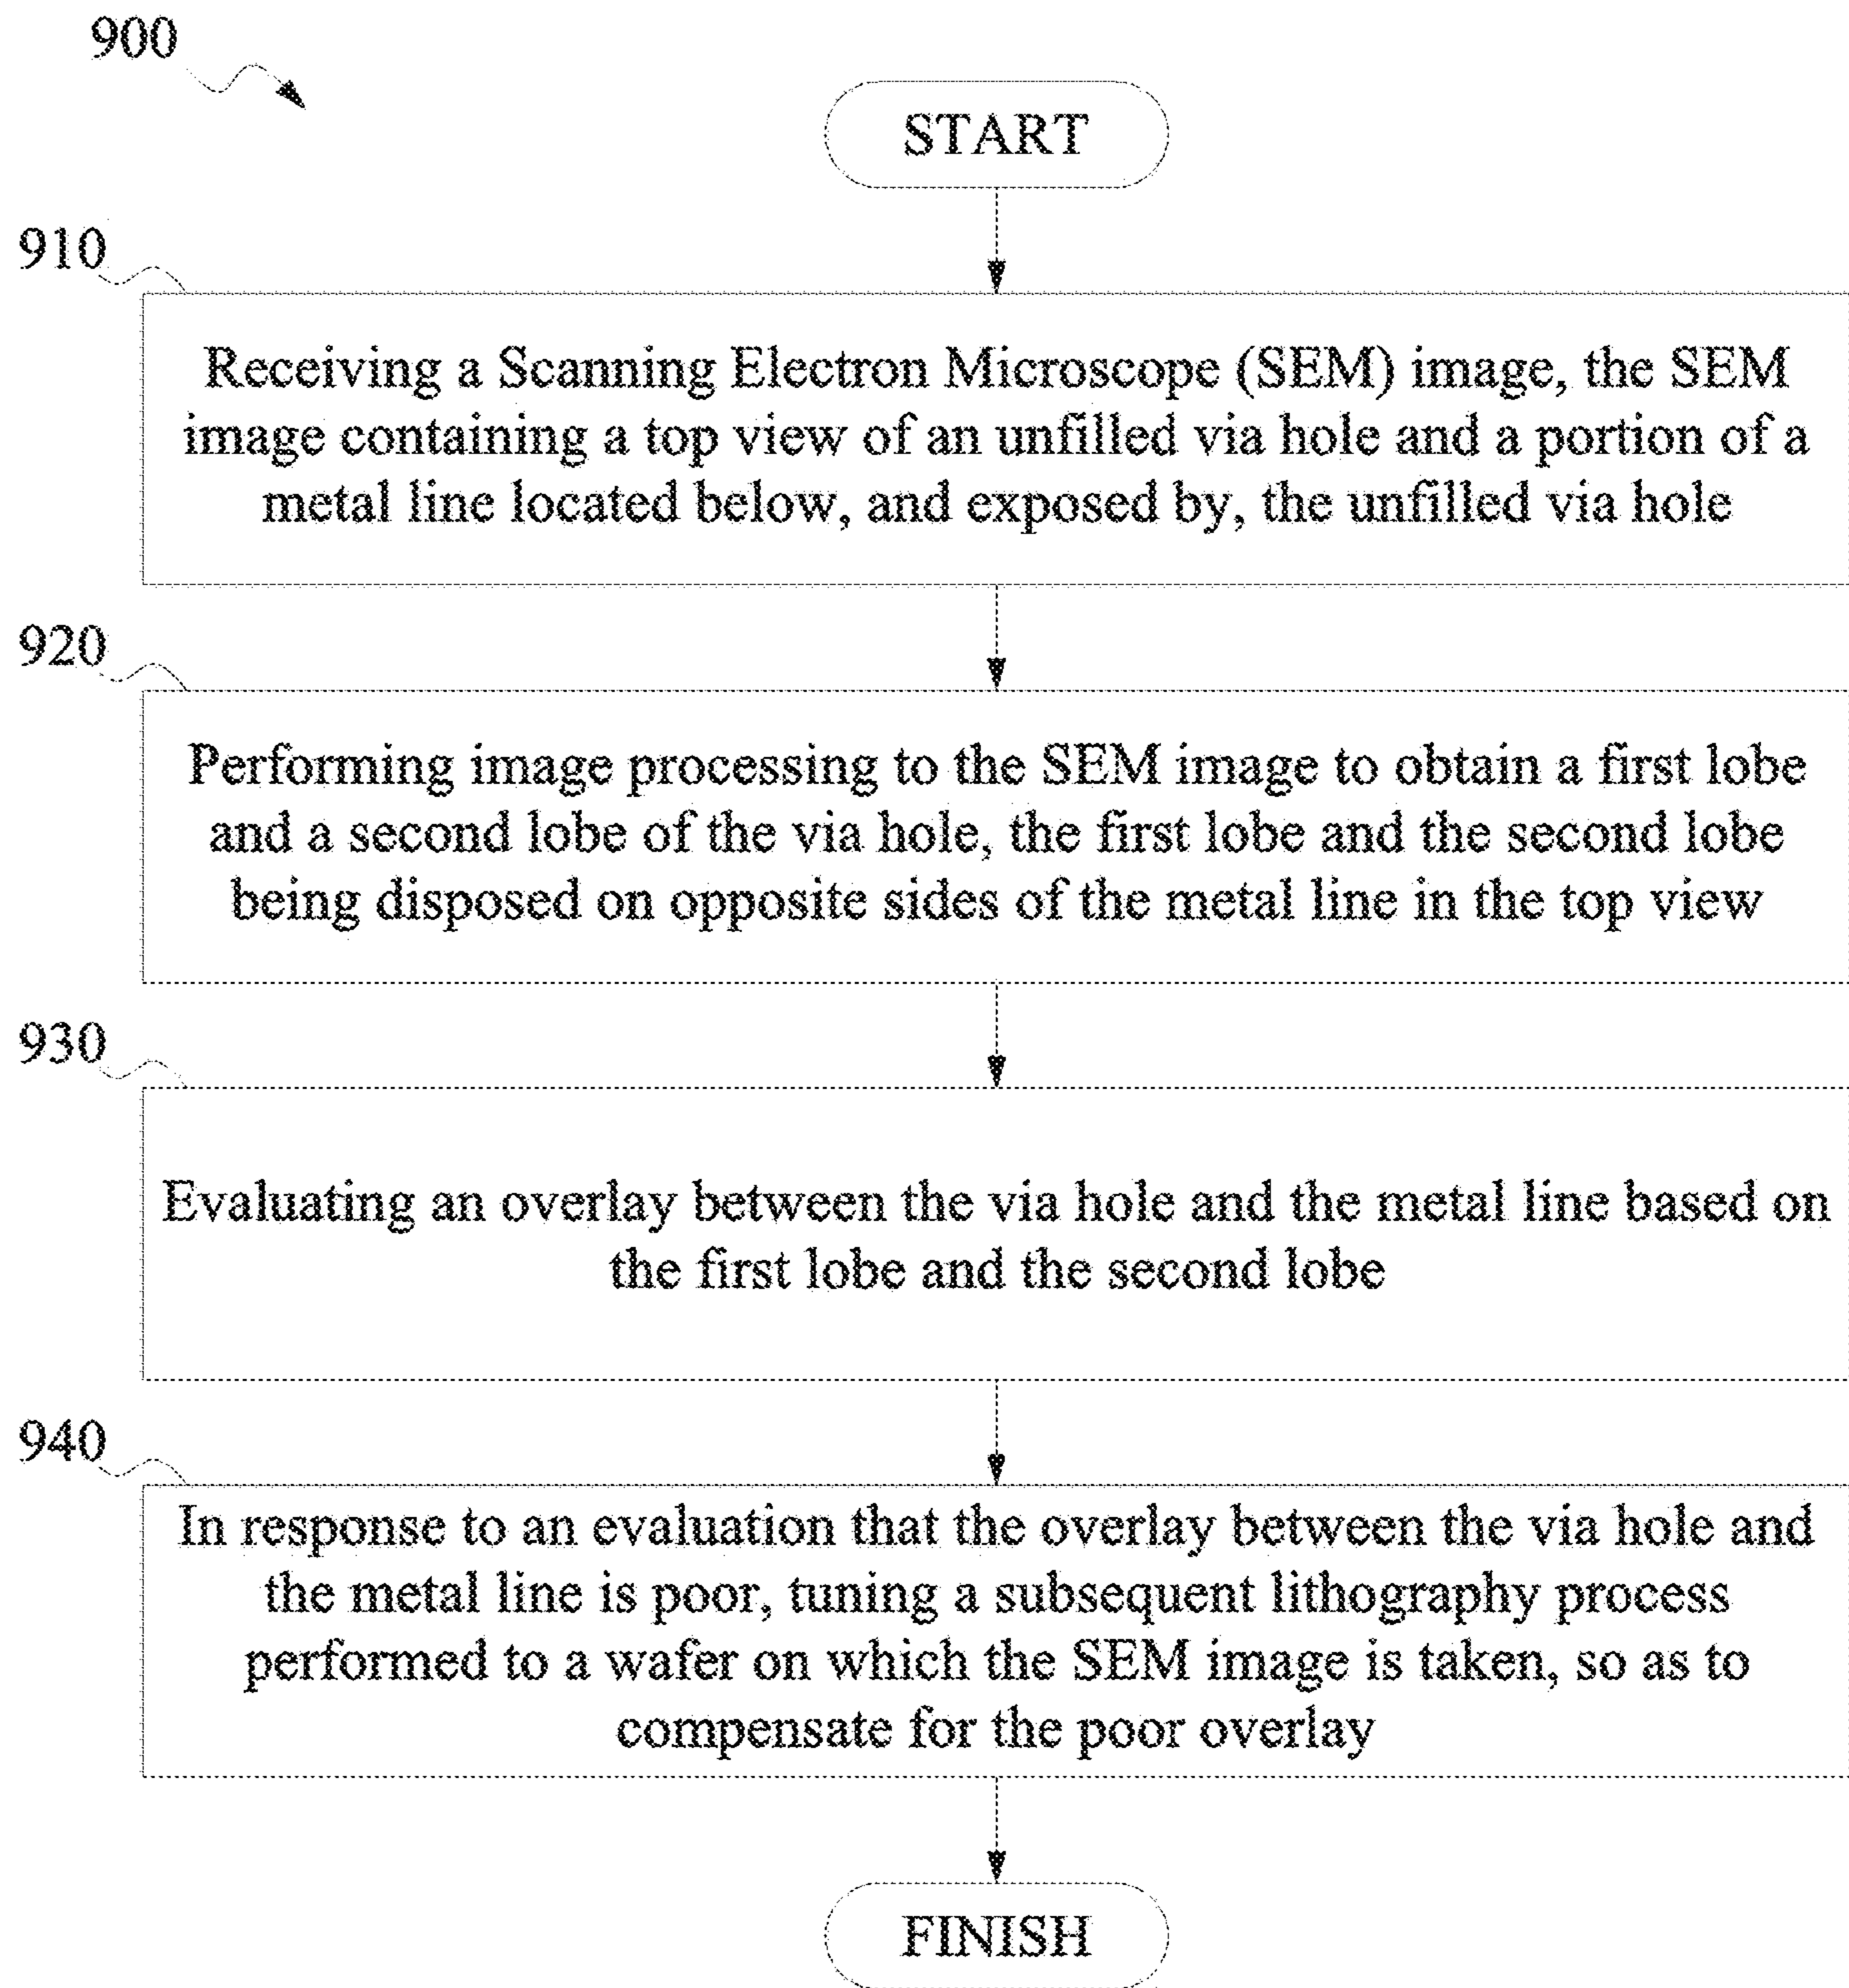 900
START
910
Receiving a Scanning Electron Microscope (SEM) image, the SEM
image containing a top view of an unfilled via hole and a portion of a
metal line located below, and exposed by, the unfilled via hole
920
Performing image processing to the SEM image to obtain a first lobe
and a second lobe of the via hole, the first lobe and the second lobe
being disposed on opposite sides of the metal line in the top view
930
Evaluating an overlay between the via hole and the metal line based on
the first lobe and the second lobe
940
In response to an evaluation that the overlay between the via hole and
the metal line is poor, tuning a subsequent lithography process
performed to a wafer on which the SEM image is taken, so as to
compensate for the poor overlay
FINISH